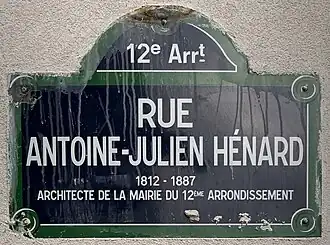 12e Arrt
RUE
ANTOINE-JULIEN HÉNARD
1812 - 1887
ARCHITECTE DE LA MAIRIE DU 12ÈME ARRONDISSEMENT